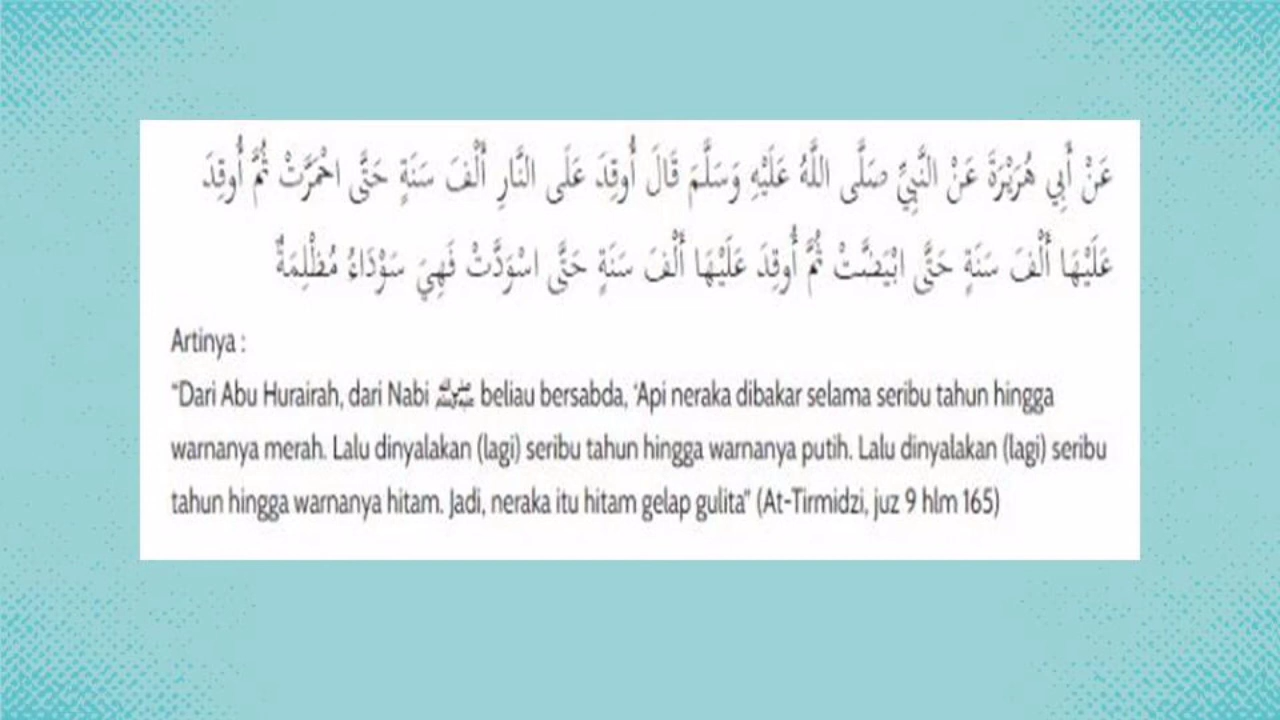 عَنْ أَبِي هُرَيْرَةَ عَنْ النَّبِيِّ صَلَّى اللَّهُ عَلَيْهِ وَسَلَّمَ قَالَ أُوقِدَ عَلَى النَّارِ أَلْفَ سَنَةٍ حَتَّى احْمَرَّتْ ثُمَّ أُوقِدَ
عَلَيْهَا أَلْفَ سَنَةٍ حَتَّى ابْيَضَّتْ ثُمَّ أُوقِدَ عَلَيْهَا أَلْفَ سَنَةٍ حَتَّى اسْوَدَّتْ فَهِيَ سَوْدَاءُ مُظْلِمَةٌ
Artinya :
“Dari Abu Hurairah, dari Nabi ﷺ beliau bersabda, ‘Api neraka dibakar selama seribu tahun hingga
warnanya merah. Lalu dinyalakan (lagi) seribu tahun hingga warnanya putih. Lalu dinyalakan (lagi) seribu
tahun hingga warnanya hitam. Jadi, neraka itu hitam gelap gulita” (At-Tirmidzi, juz 9 hlm 165)